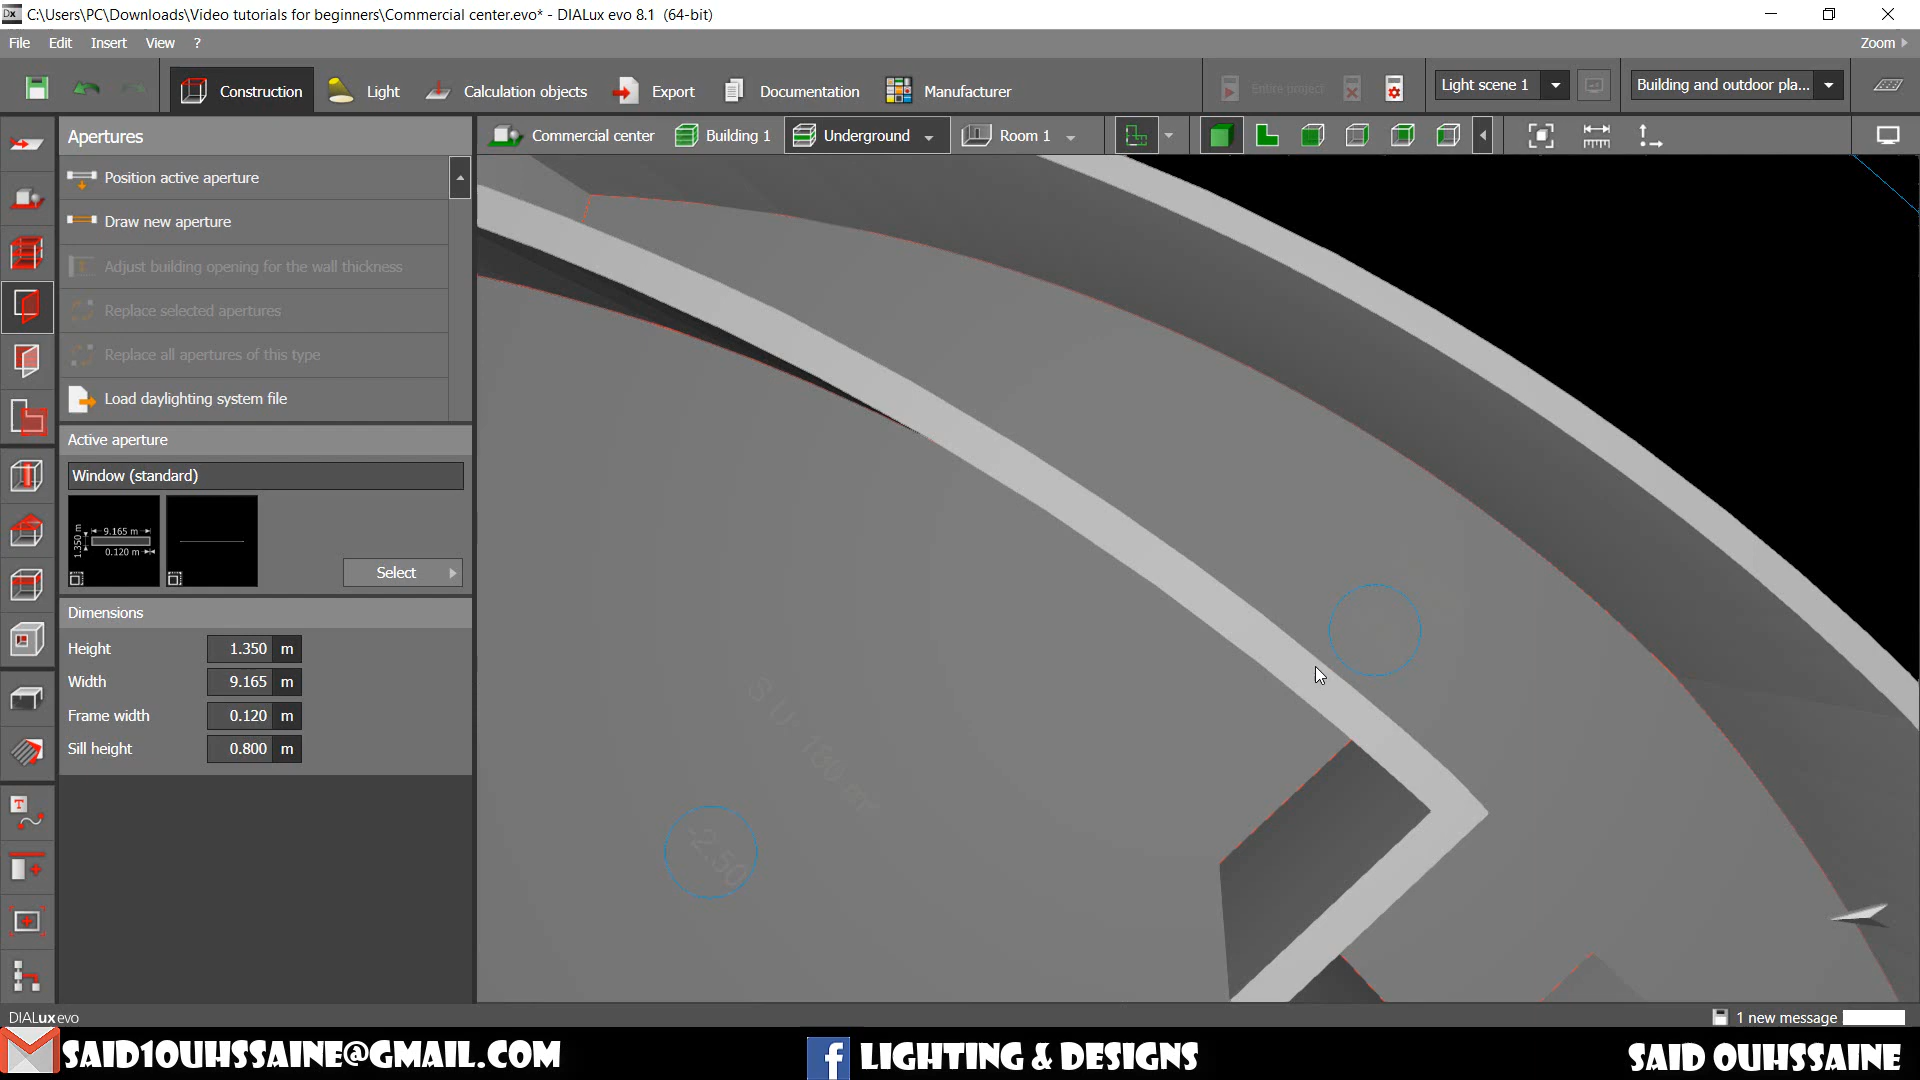 C:\Users\PC\Downloads\Video tutorials for beginners\Commercial center.evo* - DIALux evo 8.1 (64-bit)
File Edit Insert View ? Zoom
Construction Light Calculation objects Export Documentation Manufacturer Entire project Light scene 1 Building and outdoor pla...
Apertures
Commercial center Building 1 Underground Room 1
Position active aperture
Draw new aperture
Adjust building opening for the wall thickness
Replace selected apertures
Replace all apertures of this type
Load daylighting system file
Active aperture
Window (standard)
1.350 m
9.165 m
0.120 m
Select
Dimensions
Height 1.350 m
Width 9.165 m
Frame width 0.120 m
Sill height 0.800 m
-2.50
DIALux evo
1 new message
SAID1OUHSSAINE@GMAIL.COM
f LIGHTING & DESIGNS
SAID OUHSSAINE